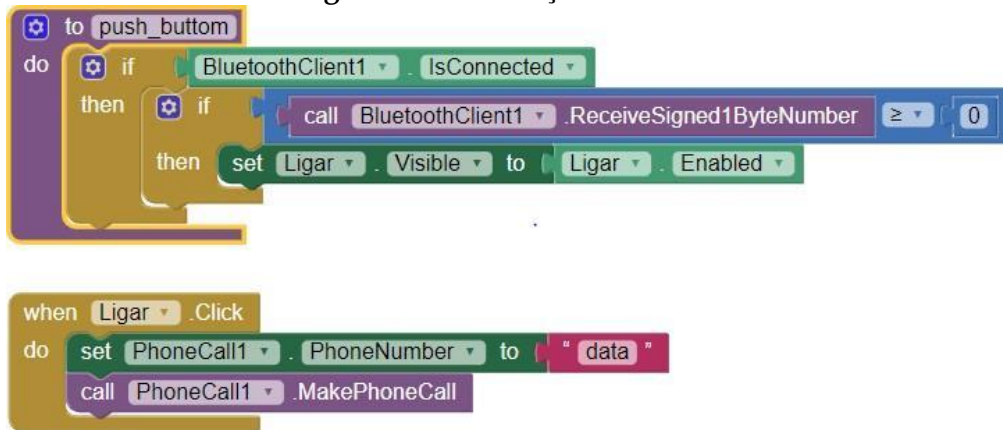 to push_buttom
do if BluetoothClient1 . IsConnected
then if call BluetoothClient1 .ReceiveSigned1ByteNumber ≥ 0
then set Ligar . Visible to Ligar . Enabled
when Ligar .Click
do set PhoneCall1 . PhoneNumber to " data "
call PhoneCall1 .MakePhoneCall